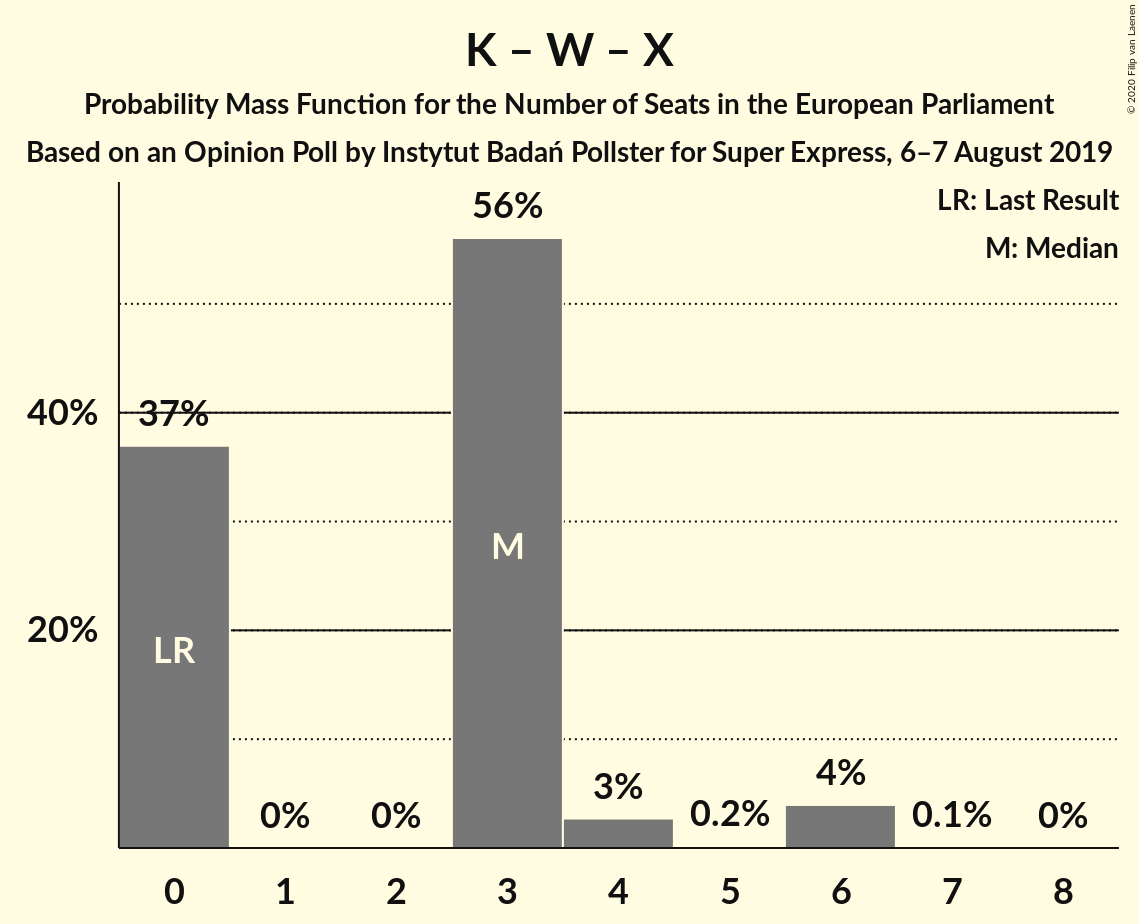 K – W – X
Probability Mass Function for the Number of Seats in the European Parliament
Based on an Opinion Poll by Instytut Badań Pollster for Super Express, 6–7 August 2019
© 2020 Filip van Laenen
LR: Last Result
M: Median
56%
40%
37%
M
20%
LR
4%
3%
0%
0%
0.2%
0.1%
0%
0 1 2 3 4 5 6 7 8